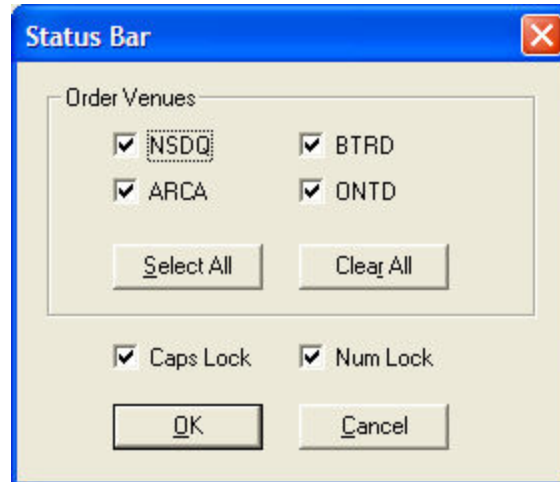 Status Bar
Order Venues
NSDQ BTRD
ARCA ONTD
Select All Clear All
Caps Lock Num Lock
OK Cancel